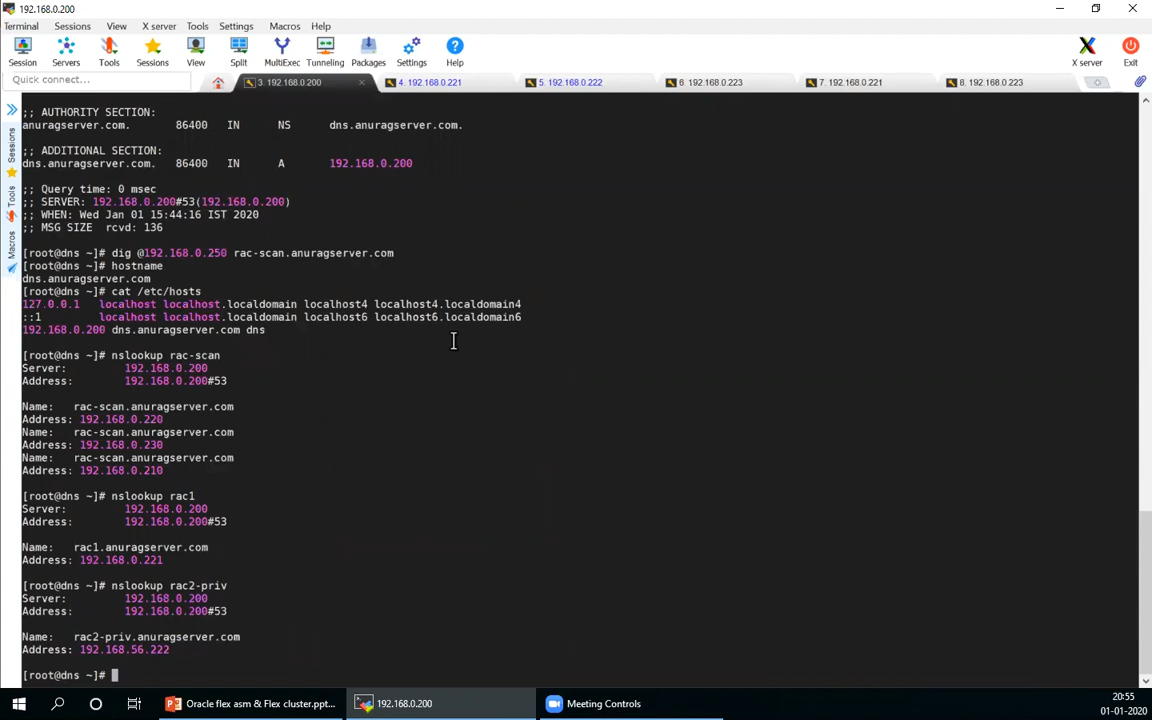 192.168.0.200
Terminal Sessions View X server Tools Settings Macros Help
Session Servers Tools Sessions View Split MultiExec Tunneling Packages Settings Help X server Exit
Quick connect...
3. 192.168.0.200
4. 192.168.0.221
5. 192.168.0.222
6. 192.168.0.223
7. 192.168.0.221
8. 192.168.0.223
Sessions
Tools
Macros
;; AUTHORITY SECTION:
anuragserver.com. 86400 IN NS dns.anuragserver.com.
;; ADDITIONAL SECTION:
dns.anuragserver.com. 86400 IN A 192.168.0.200
;; Query time: 0 msec
;; SERVER: 192.168.0.200#53(192.168.0.200)
;; WHEN: Wed Jan 01 15:44:16 IST 2020
;; MSG SIZE rcvd: 136
[root@dns ~]# dig @192.168.0.250 rac-scan.anuragserver.com
[root@dns ~]# hostname
dns.anuragserver.com
[root@dns ~]# cat /etc/hosts
127.0.0.1 localhost localhost.localdomain localhost4 localhost4.localdomain4
::1 localhost localhost.localdomain localhost6 localhost6.localdomain6
192.168.0.200 dns.anuragserver.com dns
[root@dns ~]# nslookup rac-scan
Server: 192.168.0.200
Address: 192.168.0.200#53
Name: rac-scan.anuragserver.com
Address: 192.168.0.220
Name: rac-scan.anuragserver.com
Address: 192.168.0.230
Name: rac-scan.anuragserver.com
Address: 192.168.0.210
[root@dns ~]# nslookup rac1
Server: 192.168.0.200
Address: 192.168.0.200#53
Name: rac1.anuragserver.com
Address: 192.168.0.221
[root@dns ~]# nslookup rac2-priv
Server: 192.168.0.200
Address: 192.168.0.200#53
Name: rac2-priv.anuragserver.com
Address: 192.168.56.222
[root@dns ~]#
Oracle flex asm & Flex cluster.ppt...
192.168.0.200
Meeting Controls
20:55
01-01-2020